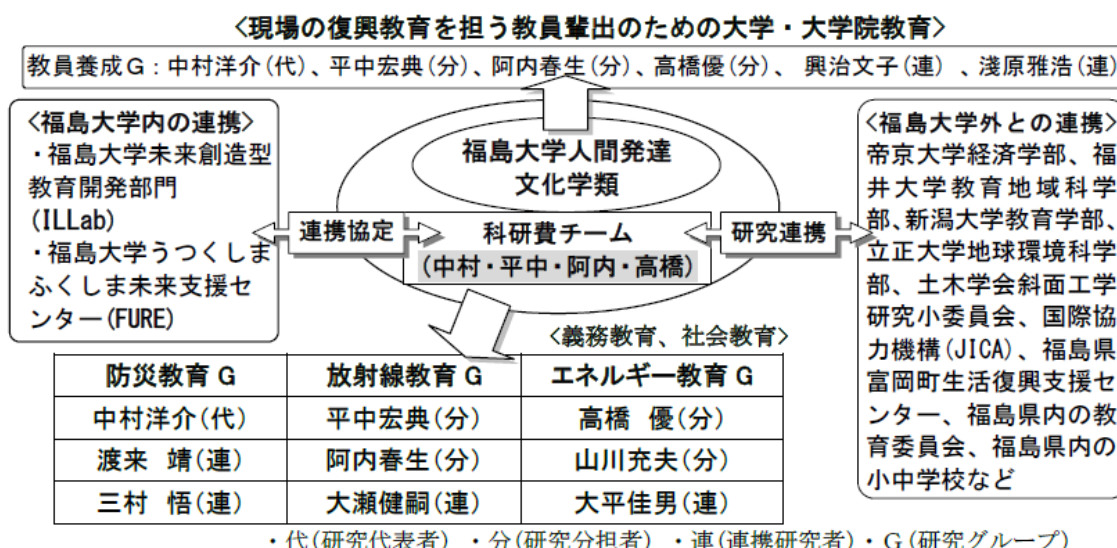 <現場の復興教育を担う教員輩出のための大学・大学院教育>
教員養成G：中村洋介(代)、平中宏典(分)、阿内春生(分)、高橋優(分)、 興治文子(連) 、淺原雅浩(連)
<福島大学内の連携>
・福島大学未来創造型
教育開発部門
(ILLab)
・福島大学うつくしま
ふくしま未来支援セ
ンター(FURE)
福島大学人間発達
文化学類
連携協定
科研費チーム
(中村・平中・阿内・高橋)
研究連携
<福島大学外との連携>
帝京大学経済学部、福
井大学教育地域科学
部、新潟大学教育学部、
立正大学地球環境科学
部、土木学会斜面工学
研究小委員会、国際協
力機構(JICA)、福島県
富岡町生活復興支援セ
ンター、福島県内の教
育委員会、福島県内の
小中学校など
<義務教育、社会教育>
防災教育 G 放射線教育 G エネルギー教育 G
中村洋介(代) 平中宏典(分) 高橋 優(分)
渡来 靖(連) 阿内春生(分) 山川充夫(分)
三村 悟(連) 大瀬健嗣(連) 大平佳男(連)
・代(研究代表者) ・分(研究分担者) ・連(連携研究者)・G(研究グループ)